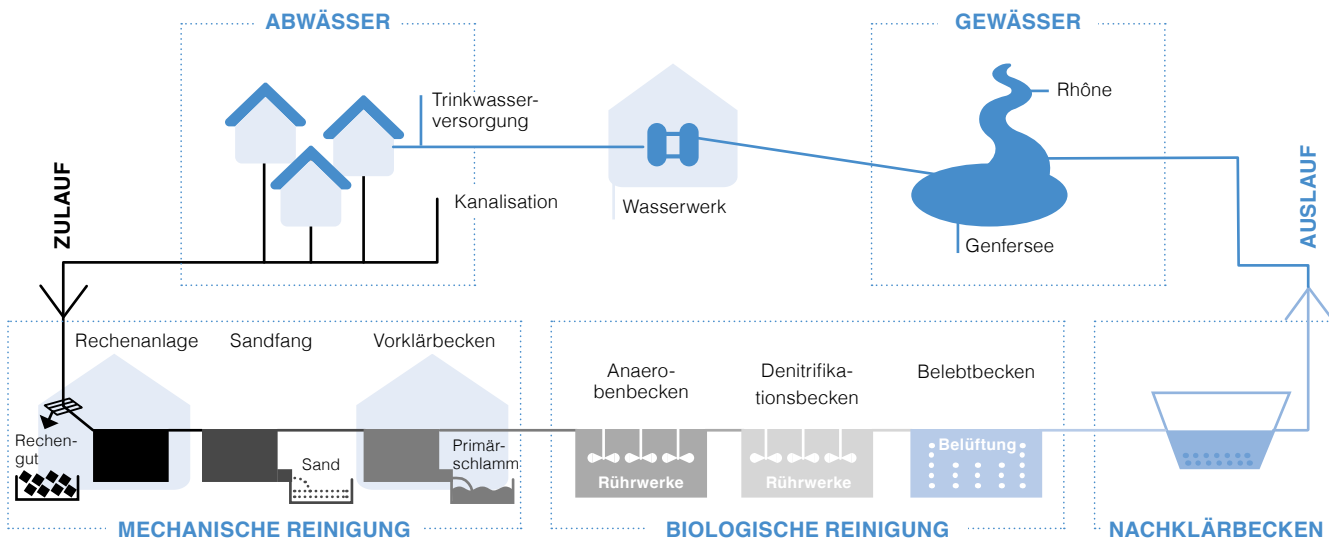 ABWÄSSER
GEWÄSSER
Trinkwasser-
versorgung
Rhône
ZULAUF
Kanalisation
Wasserwerk
Genfersee
AUSLAUF
Rechenanlage
Sandfang
Vorklärbecken
Anaero-
benbecken
Denitrifika-
tionsbecken
Belebtbecken
Rechen-
gut
Sand
Primär-
schlamm
Rührwerke
Rührwerke
Belüftung
MECHANISCHE REINIGUNG
BIOLOGISCHE REINIGUNG
NACHKLÄRBECKEN